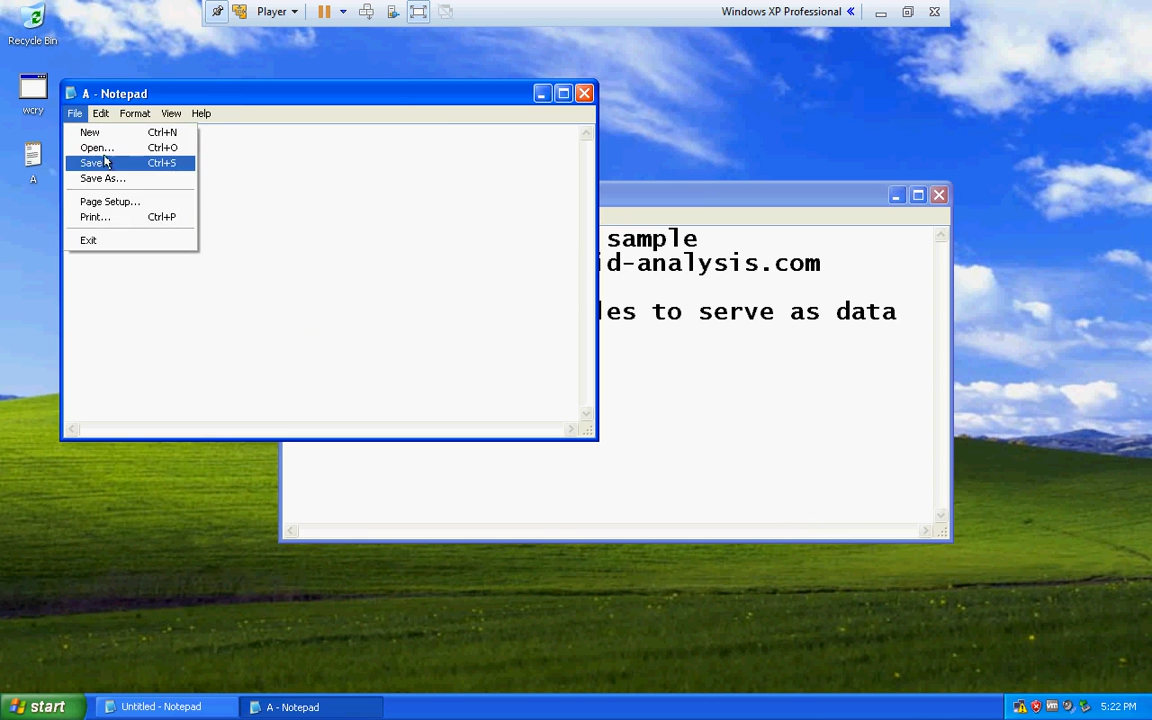 Player
Windows XP Professional
Recycle Bin
wcry
A
A - Notepad
File Edit Format View Help
New Ctrl+N
Open... Ctrl+O
Save Ctrl+S
Save As...
Page Setup...
Print... Ctrl+P
Exit
sample
d-analysis.com
les to serve as data
start
Untitled - Notepad
A - Notepad
5:22 PM